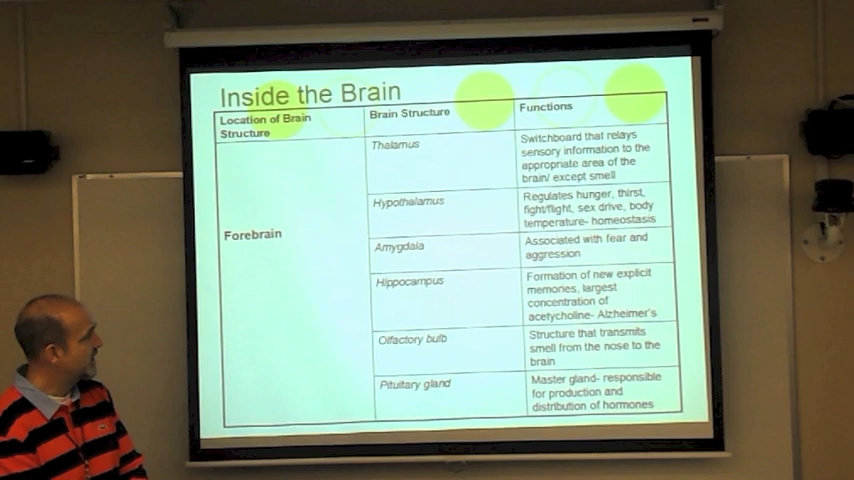 Inside the Brain
Location of Brain
Structure
Brain Structure
Functions
Forebrain
Thalamus
Switchboard that relays
sensory information to the
appropriate area of the
brain/ except smell
Hypothalamus
Regulates hunger, thirst,
fight/flight, sex drive, body
temperature- homeostasis
Amygdala
Associated with fear and
aggression
Hippocampus
Formation of new explicit
memories, largest
concentration of
acetycholine- Alzheimer's
Olfactory bulb
Structure that transmits
smell from the nose to the
brain
Pituitary gland
Master gland- responsible
for production and
distribution of hormones